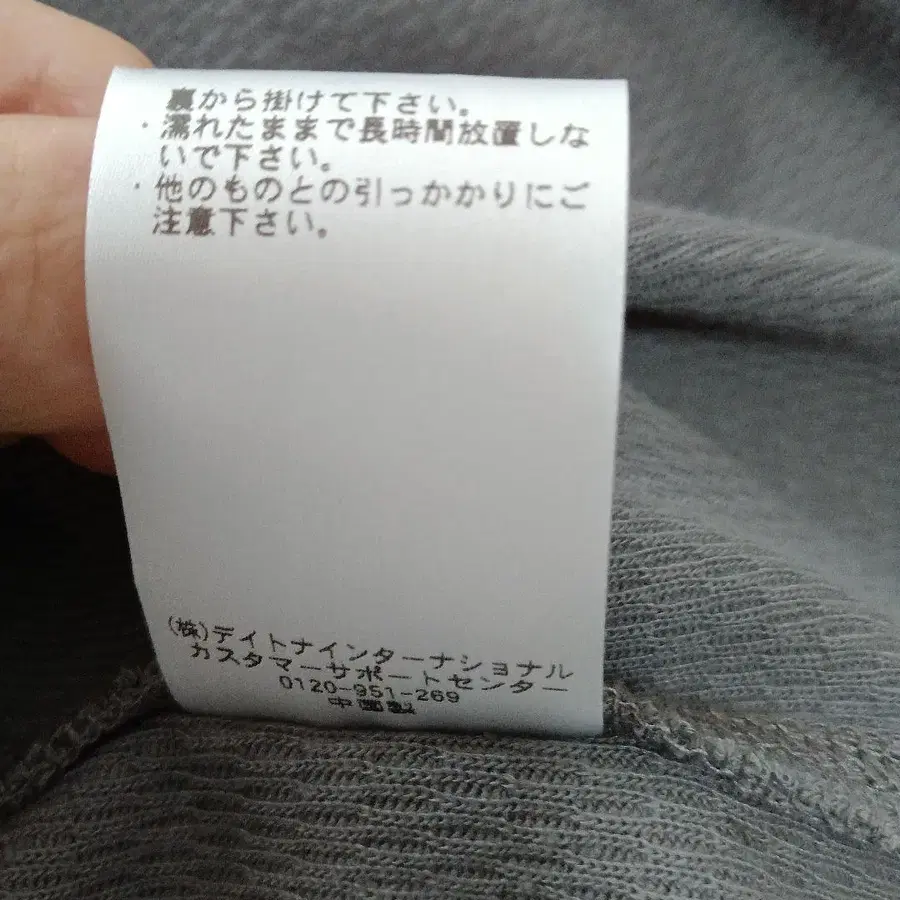 裏から掛けて下さい。
・濡れたままで長時間放置しな
いで下さい。
・他のものとの引っかかりにご
注意下さい。
(株)デイトナインターナショナル
カスタマーサポートセンター
0120-951-269
中国製